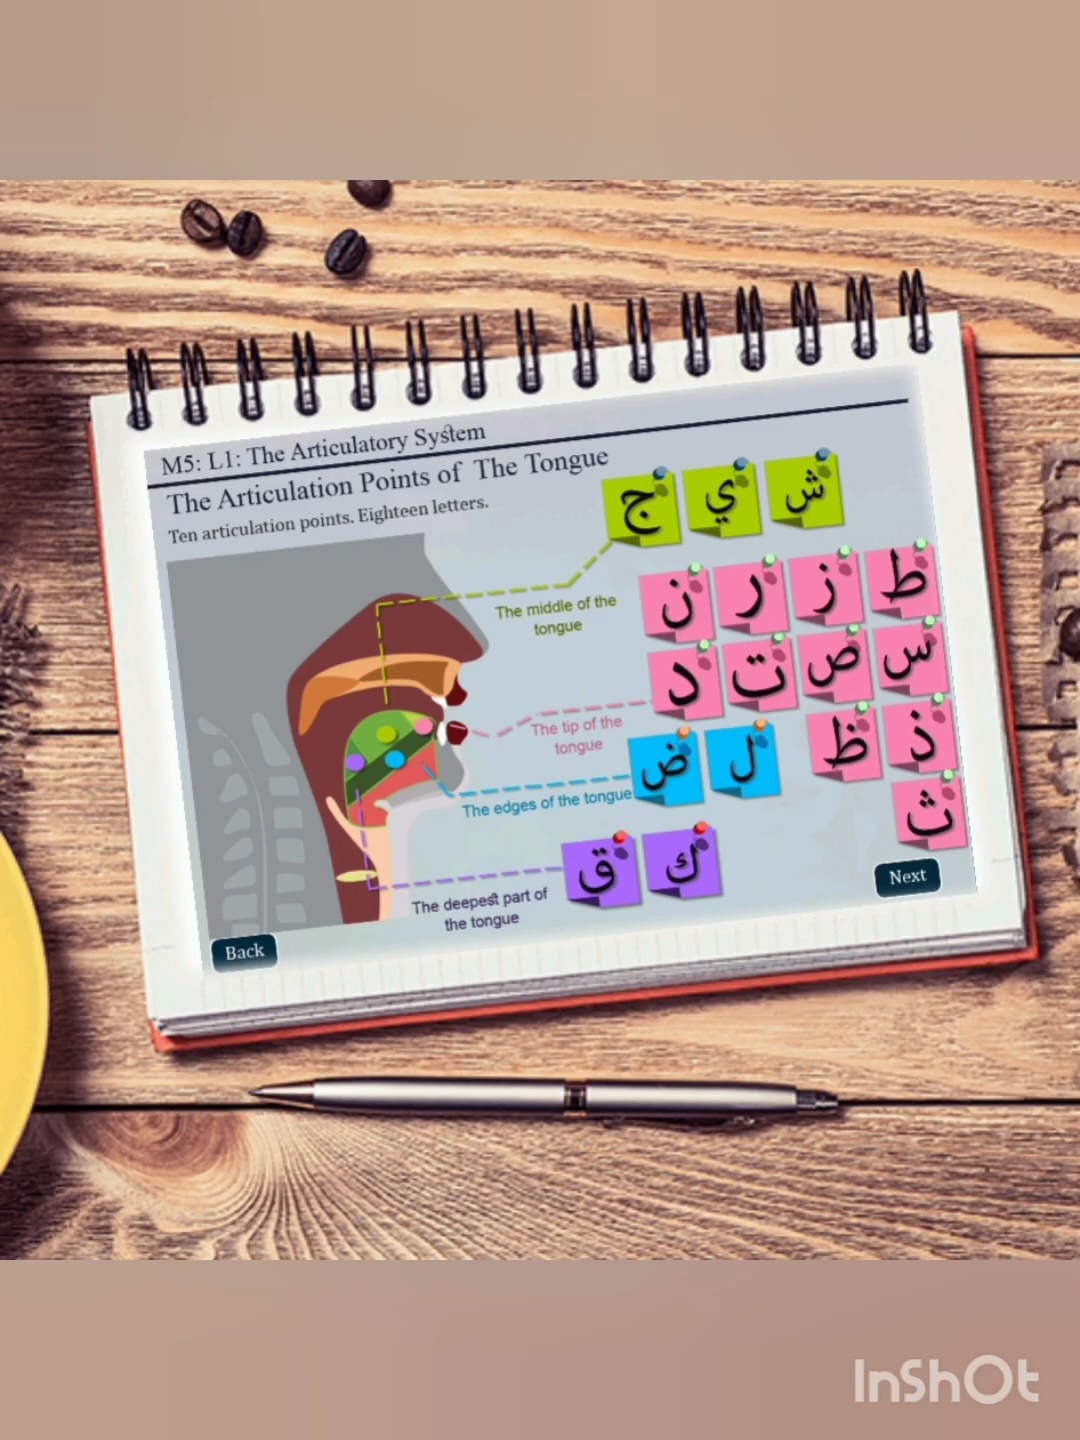 M5: L1: The Articulatory System
The Articulation Points of The Tongue
Ten articulation points. Eighteen letters.
ج ي ش
The middle of the
tongue
ن ر ز ط
د ت ص س
The tip of the
tongue
ض ل ظ ذ
The edges of the tongue
ث
ق ك
The deepest part of
the tongue
Next
Back
InShOt